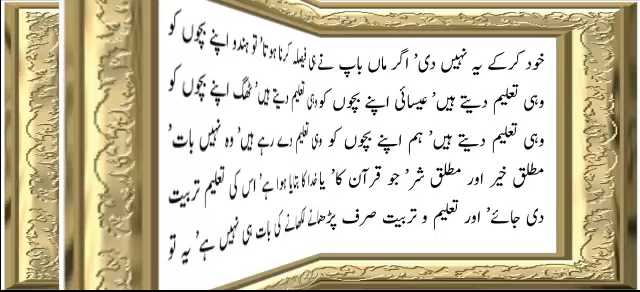 خود کرکے یہ نہیں دی' اگر ماں باپ نے ہی فیصلہ کرنا ہوتا' تو ہندو اپنے بچوں کو
وہی تعلیم دیتے ہیں' عیسائی اپنے بچوں کو وہی تعلیم دیتے ہیں' ٹھگ اپنے بچوں کو
وہی تعلیم دیتے ہیں' ہم اپنے بچوں کو وہی تعلیم دے رہے ہیں' وہ نہیں بات'
مطلق خیر اور مطلق شر' جو قرآن کا' یا خدا کا بتایا ہوا ہے' اس کی تعلیم تربیت
دی جائے' اور تعلیم و تربیت صرف پڑھانے لکھانے کی بات ہی نہیں ہے' یہ تو